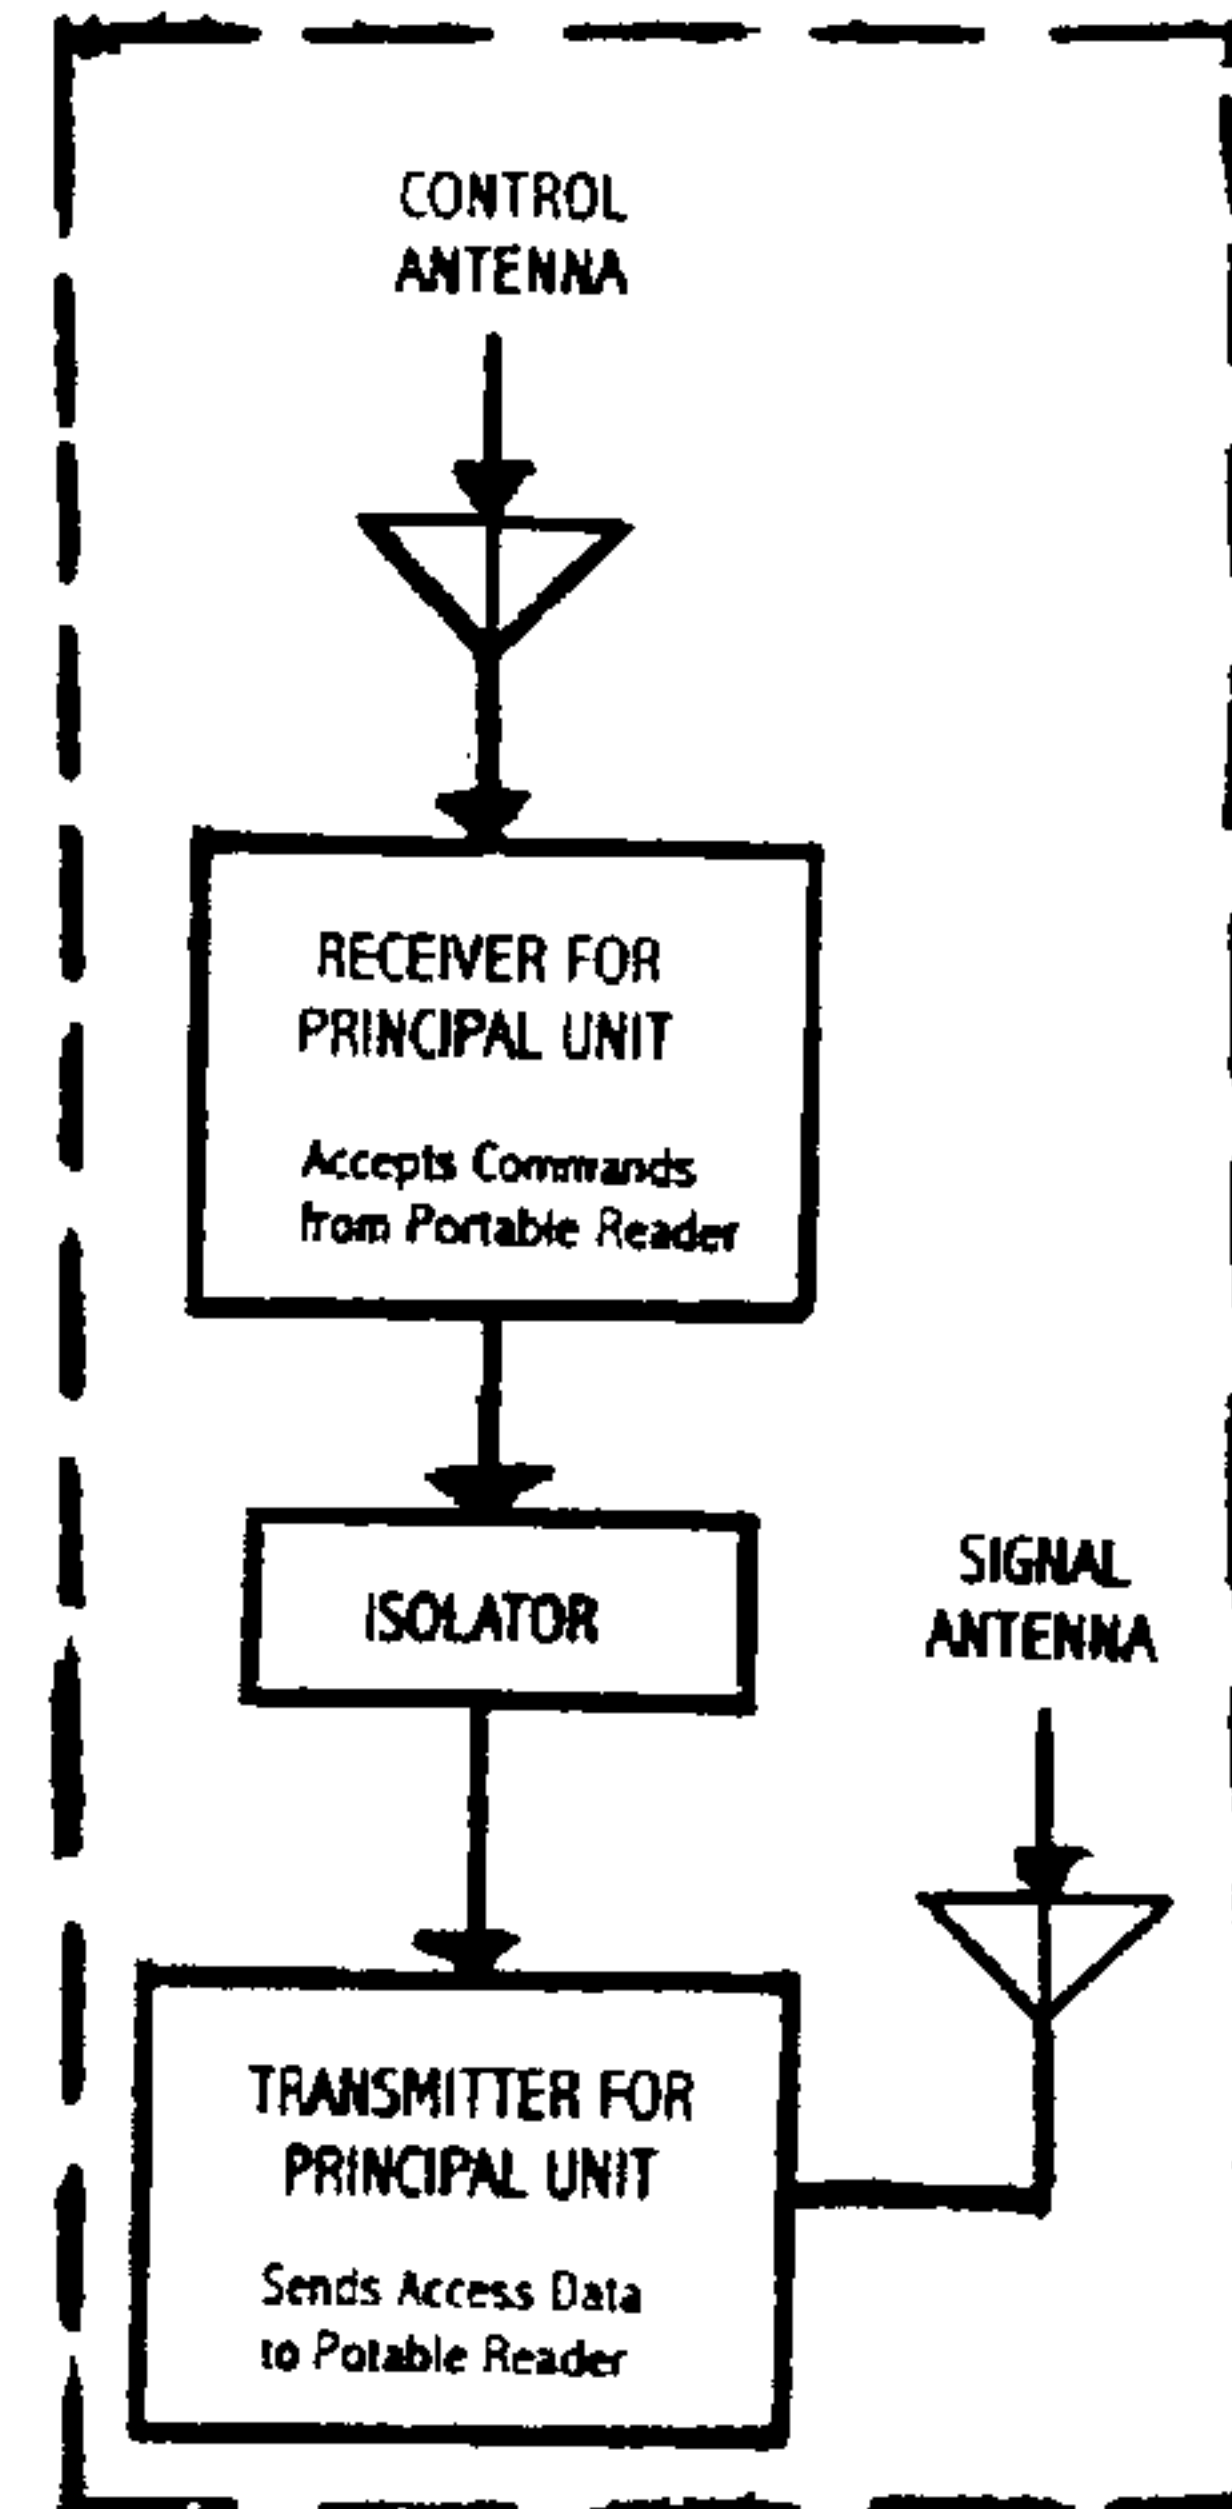 CONTROL
ANTENNA
RECEIVER FOR
PRINCIPAL UNIT
Accepts Commands
from Portable Reader
ISOLATOR
SIGNAL
ANTENNA
TRANSMITTER FOR
PRINCIPAL UNIT
Sends Access Data
to Potable Reader